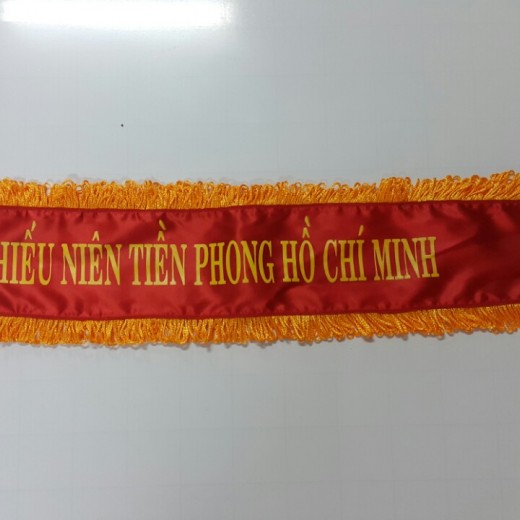 HIẾU NIÊN TIỀN PHONG HỒ CHÍ MINH